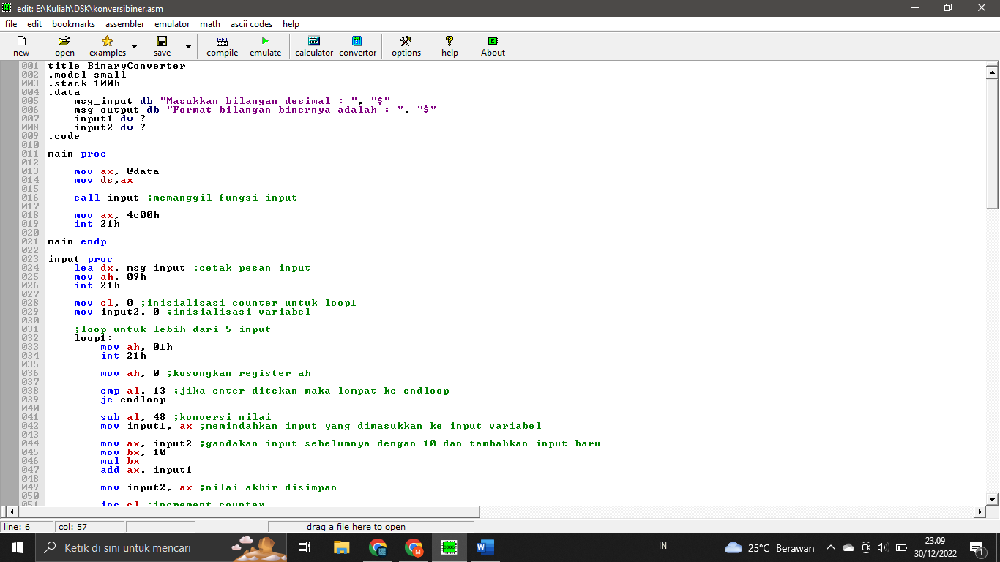 edit: E:\Kuliah\DSK\konversibiner.asm
file edit bookmarks assembler emulator math ascii codes help
new open examples save compile emulate calculator convertor options help About
001 title BinaryConverter
002 .model small
003 .stack 100h
004 .data
005 msg_input db "Masukkan bilangan desimal : ", "$"
006 msg_output db "Format bilangan binernya adalah : ", "$"
007 input1 dw ?
008 input2 dw ?
009 .code
010
011 main proc
012
013 mov ax, @data
014 mov ds,ax
015
016 call input ;memanggil fungsi input
017
018 mov ax, 4c00h
019 int 21h
020
021 main endp
022
023 input proc
024 lea dx, msg_input ;cetak pesan input
025 mov ah, 09h
026 int 21h
027
028 mov cl, 0 ;inisialisasi counter untuk loop1
029 mov input2, 0 ;inisialisasi variabel
030
031 ;loop untuk lebih dari 5 input
032 loop1:
033 mov ah, 01h
034 int 21h
035
036 mov ah, 0 ;kosongkan register ah
037
038 cmp al, 13 ;jika enter ditekan maka lompat ke endloop
039 je endloop
040
041 sub al, 48 ;konversi nilai
042 mov input1, ax ;memindahkan input yang dimasukkan ke input variabel
043
044 mov ax, input2 ;gandakan input sebelumnya dengan 10 dan tambahkan input baru
045 mov bx, 10
046 mul bx
047 add ax, input1
048
049 mov input2, ax ;nilai akhir disimpan
050
051 inc cl ;increment counter
line: 6 col: 57 drag a file here to open
Ketik di sini untuk mencari
8086
W
IN
25°C Berawan
23.09
30/12/2022
1